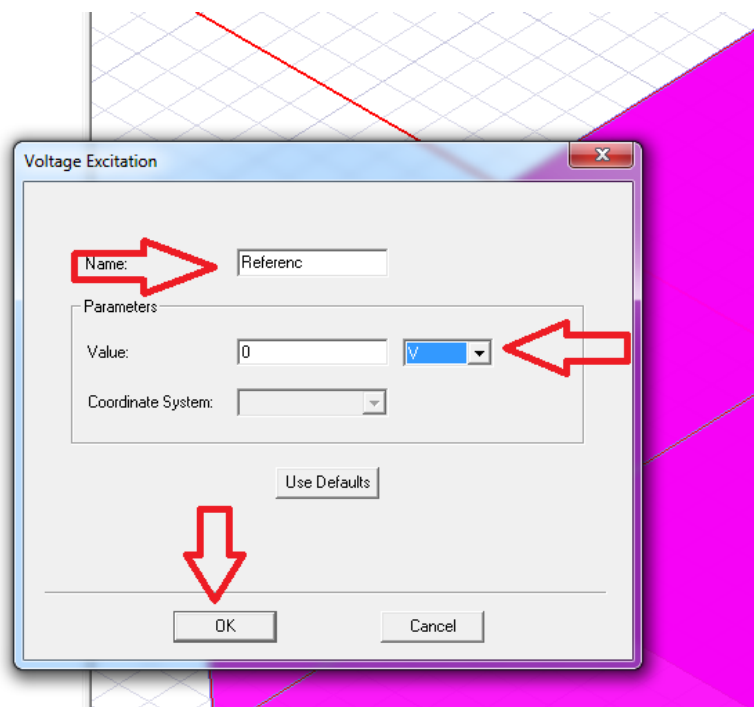 Voltage Excitation
Name: Referenc
Parameters
Value: 0 V
Coordinate System:
Use Defaults
OK Cancel